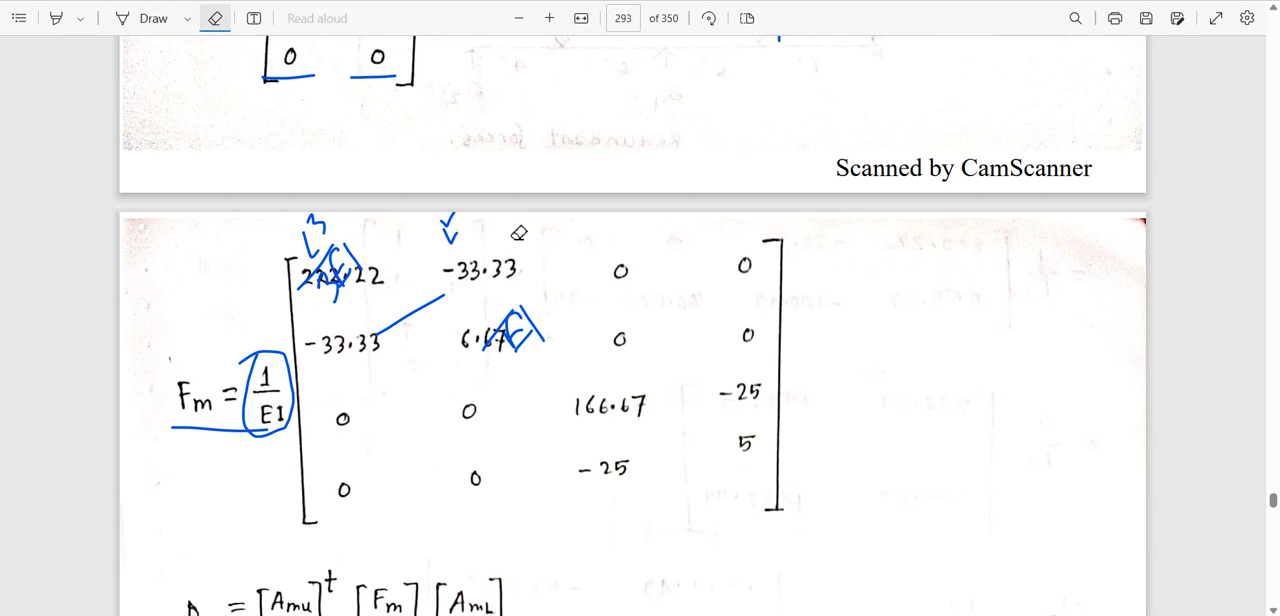 Draw
Read aloud
293 of 350
0 0
Scanned by CamScanner
222.22 -33.33 0 0
-33.33 6.67 0 0
Fm = 1/EI
0 0 166.67 -25
0 0 -25 5
= [Amu]t [Fm] [AmL]